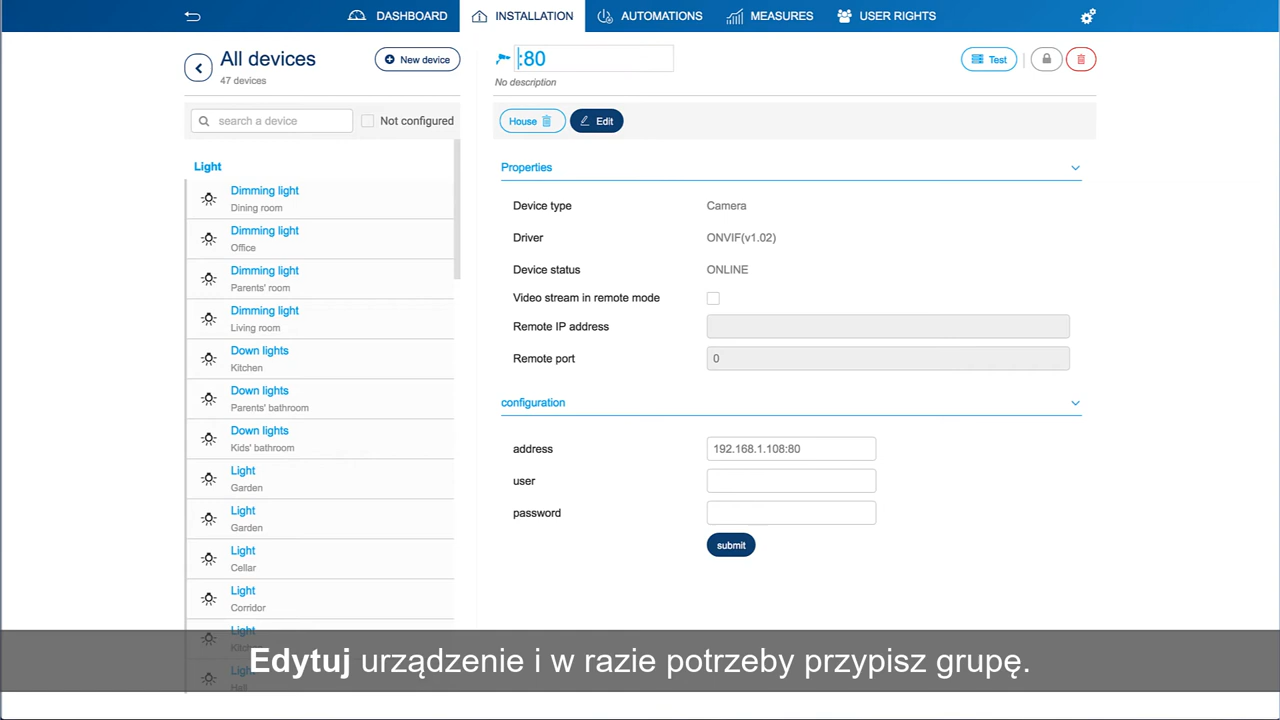 DASHBOARD
INSTALLATION
AUTOMATIONS
MEASURES
USER RIGHTS
All devices
47 devices
New device
search a device
Not configured
Light
Dimming light
Dining room
Dimming light
Office
Dimming light
Parents' room
Dimming light
Living room
Down lights
Kitchen
Down lights
Parents' bathroom
Down lights
Kids' bathroom
Light
Garden
Light
Garden
Light
Cellar
Light
Corridor
Light
Light
:80
No description
Test
House
Edit
Properties
Device type Camera
Driver ONVIF(v1.02)
Device status ONLINE
Video stream in remote mode
Remote IP address
Remote port 0
configuration
address 192.168.1.108:80
user
password
submit
Edytuj urządzenie i w razie potrzeby przypisz grupę.